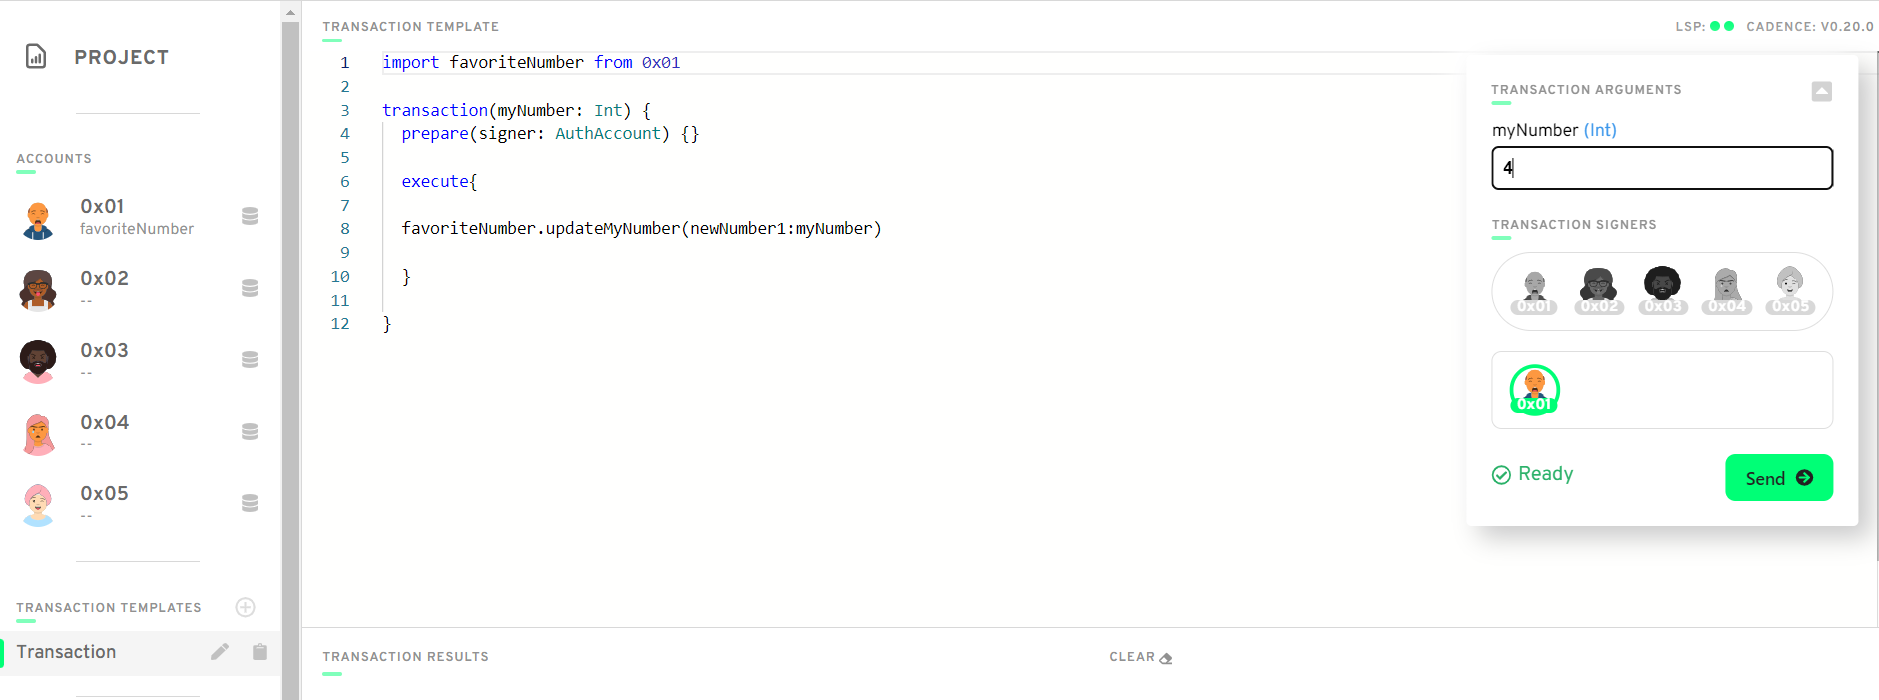 PROJECT
ACCOUNTS
0x01
favoriteNumber
0x02
--
0x03
--
0x04
--
0x05
--
TRANSACTION TEMPLATES
Transaction
TRANSACTION TEMPLATE
LSP: CADENCE: V0.20.0
1 import favoriteNumber from 0x01
2
3 transaction(myNumber: Int) {
4 prepare(signer: AuthAccount) {}
5
6 execute{
7
8 favoriteNumber.updateMyNumber(newNumber1:myNumber)
9
10 }
11
12 }
TRANSACTION ARGUMENTS
myNumber (Int)
4
TRANSACTION SIGNERS
0x01 0x02 0x03 0x04 0x05
0x01
Ready
Send
TRANSACTION RESULTS
CLEAR